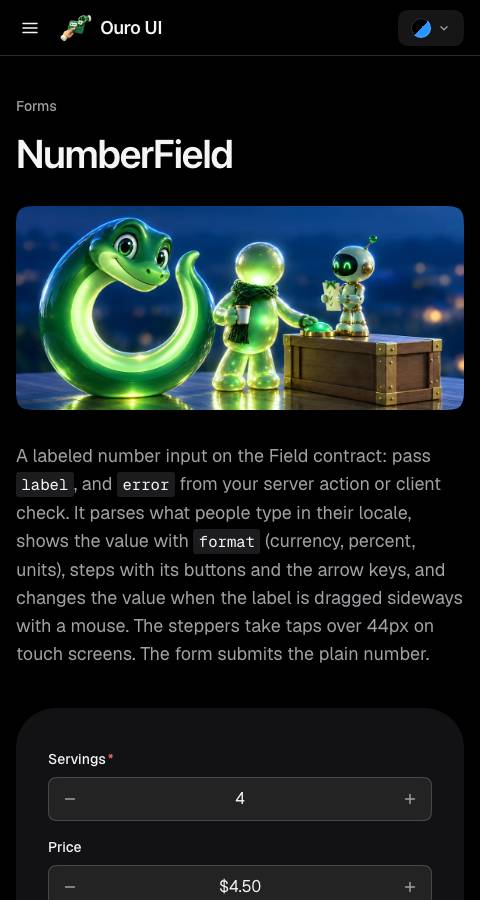 Ouro UI
Forms
NumberField
A labeled number input on the Field contract: pass
label, and error from your server action or client
check. It parses what people type in their locale,
shows the value with format (currency, percent,
units), steps with its buttons and the arrow keys, and
changes the value when the label is dragged sideways
with a mouse. The steppers take taps over 44px on
touch screens. The form submits the plain number.
Servings*
− 4 +
Price
− $4.50 +